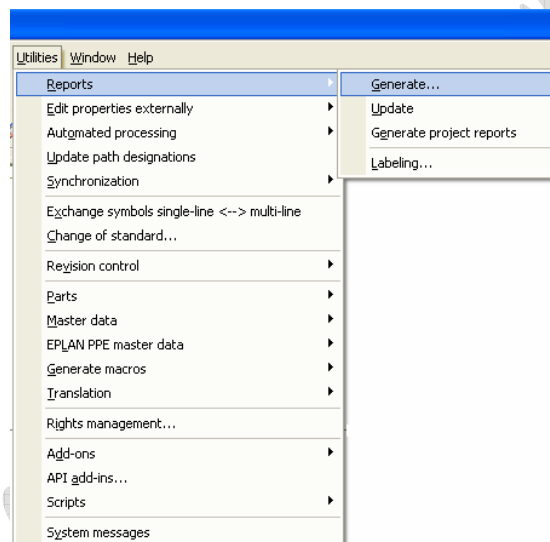 Utilities Window Help
Reports
Generate...
Edit properties externally
Update
Automated processing
Generate project reports
Update path designations
Labeling...
Synchronization
Exchange symbols single-line <--> multi-line
Change of standard...
Revision control
Parts
Master data
EPLAN PPE master data
Generate macros
Translation
Rights management...
Add-ons
API add-ins...
Scripts
System messages